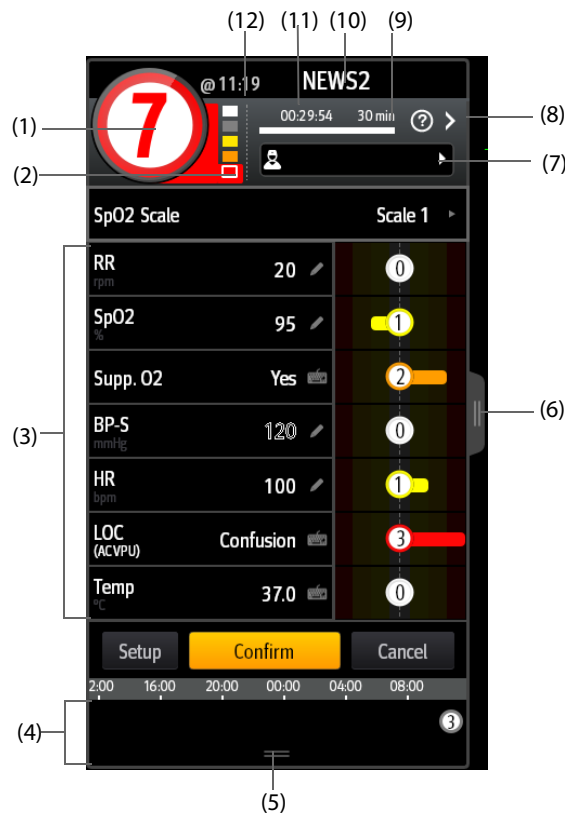 (12) (11) (10) (9)
@ 11:19 NEWS2
(1) 7 00:29:54 30 min ? (8)
(2) (7)
SpO2 Scale Scale 1
RR 20 0
rpm
SpO2 95 1
%
Supp. O2 Yes 2
(6)
(3) BP-S 120 0
mmHg
HR 100 1
bpm
LOC Confusion 3
(ACVPU)
Temp 37.0 0
°C
Setup Confirm Cancel
2:00 16:00 20:00 00:00 04:00 08:00
3
(4)
(5)